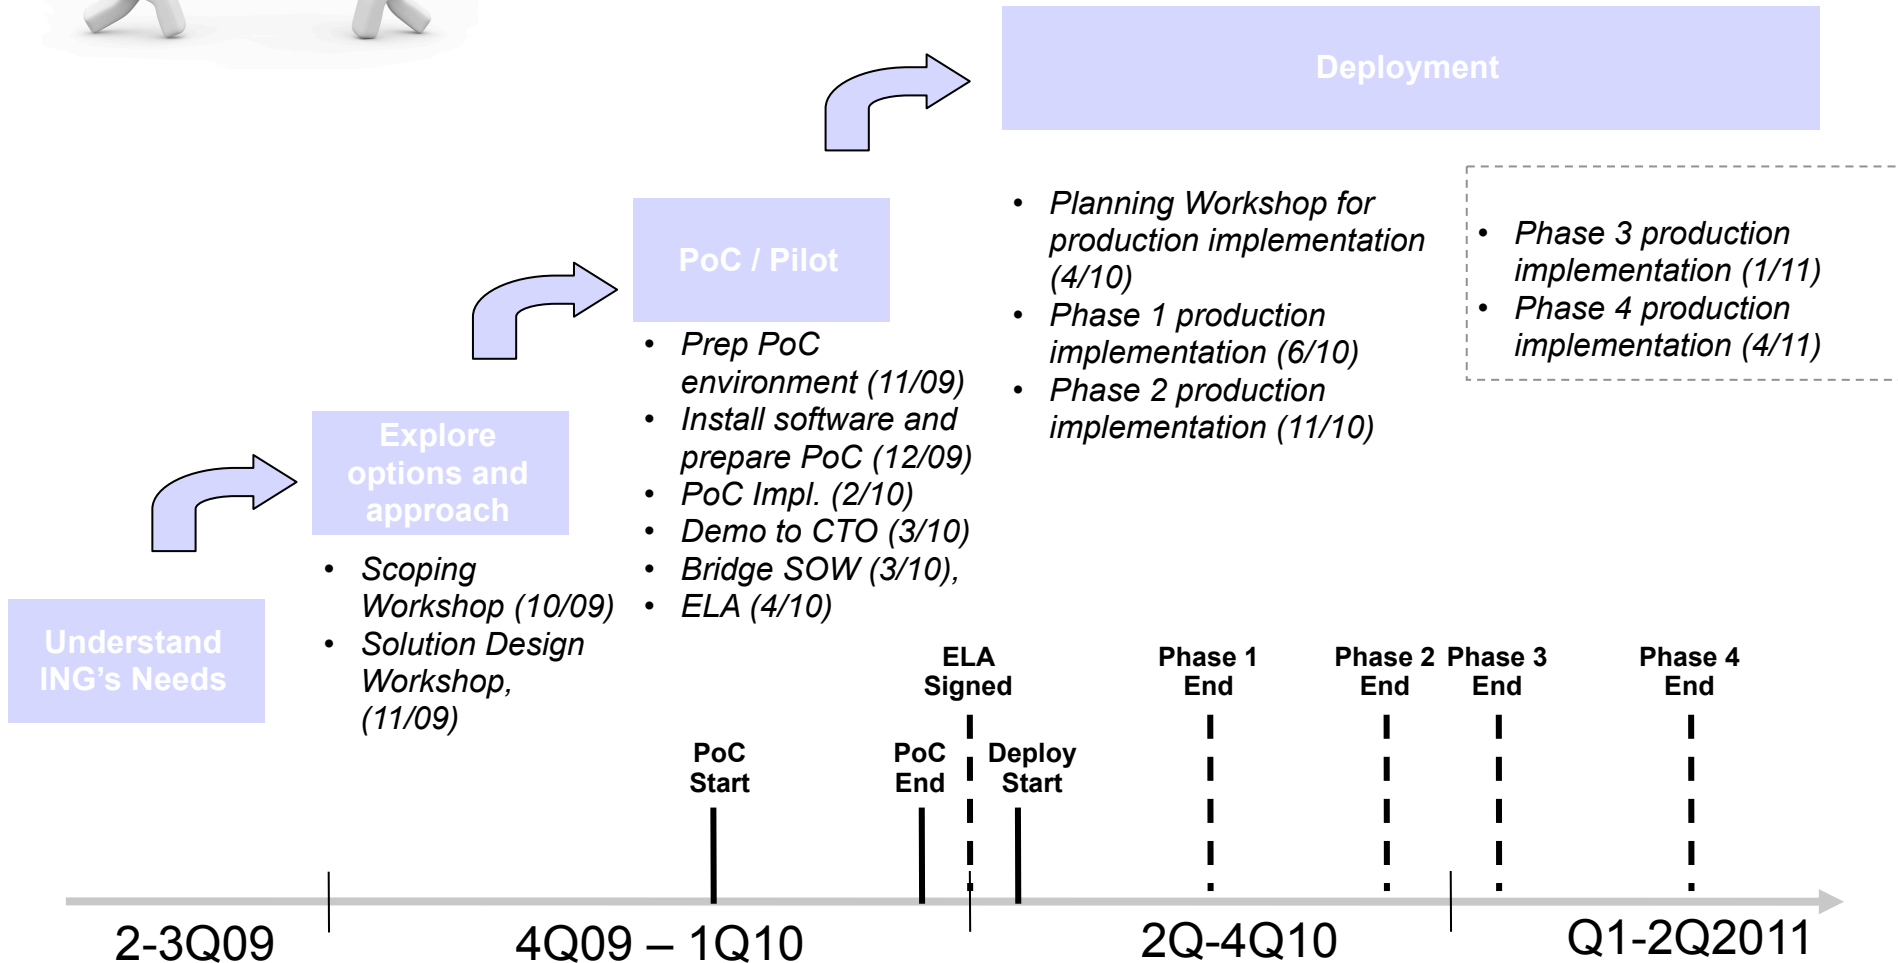 Deployment
• Planning Workshop for
production implementation
(4/10)
• Phase 1 production
implementation (6/10)
• Phase 2 production
implementation (11/10)
• Phase 3 production
implementation (1/11)
• Phase 4 production
implementation (4/11)
PoC / Pilot
• Prep PoC
environment (11/09)
• Install software and
prepare PoC (12/09)
• PoC Impl. (2/10)
• Demo to CTO (3/10)
• Bridge SOW (3/10),
• ELA (4/10)
Explore
options and
approach
• Scoping
Workshop (10/09)
• Solution Design
Workshop,
(11/09)
Understand
ING's Needs
PoC
Start
PoC
End
ELA
Signed
Deploy
Start
Phase 1
End
Phase 2
End
Phase 3
End
Phase 4
End
2-3Q09
4Q09 – 1Q10
2Q-4Q10
Q1-2Q2011